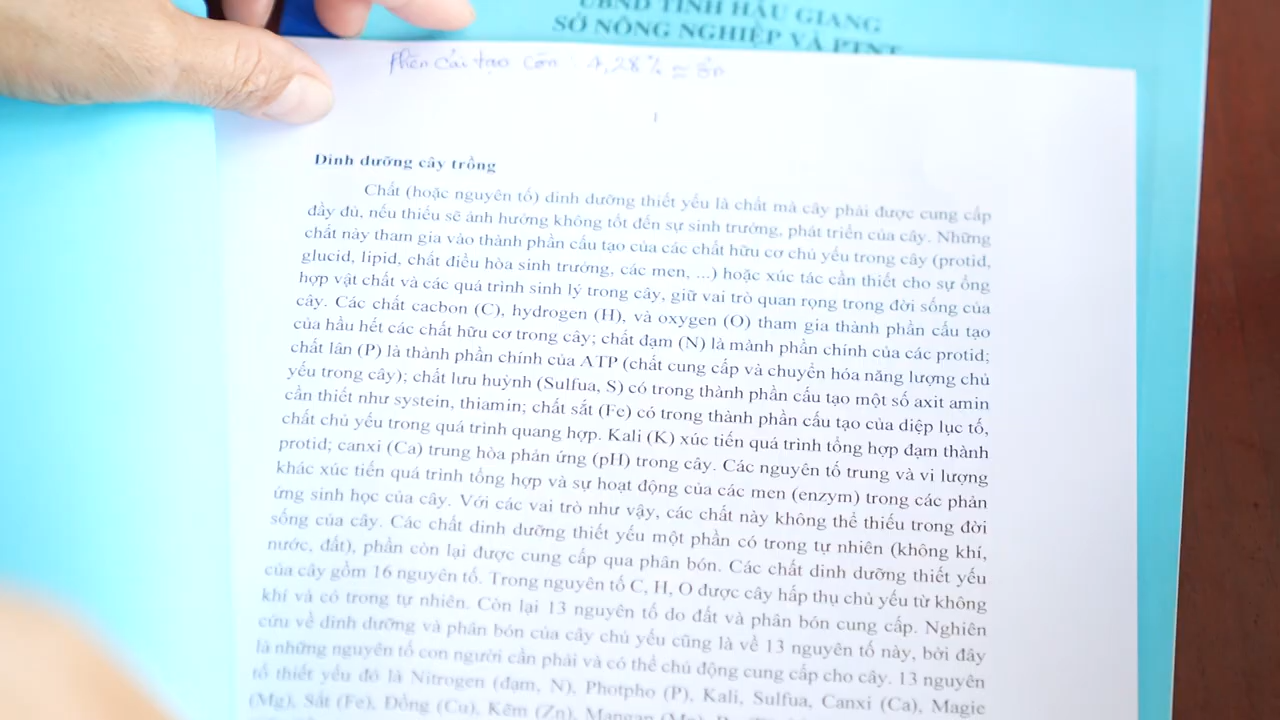 UBND TỈNH HẬU GIANG
SỞ NÔNG NGHIỆP VÀ PTNT
cải tạo còn : 4,28%
1
Dinh dưỡng cây trồng
Chất (hoặc nguyên tố) dinh dưỡng thiết yếu là chất mà cây phải được cung cấp
đầy đủ, nếu thiếu sẽ ảnh hưởng không tốt đến sự sinh trưởng, phát triển của cây. Những
chất này tham gia vào thành phần cấu tạo của các chất hữu cơ chủ yếu trong cây (protid,
glucid, lipid, chất điều hòa sinh trưởng, các men, ...) hoặc xúc tác cần thiết cho sự ổng
hợp vật chất và các quá trình sinh lý trong cây, giữ vai trò quan rọng trong đời sống của
cây. Các chất cacbon (C), hydrogen (H), và oxygen (O) tham gia thành phần cấu tạo
của hầu hết các chất hữu cơ trong cây; chất đạm (N) là mành phần chính của các protid;
chất lân (P) là thành phần chính của ATP (chất cung cấp và chuyển hóa năng lượng chủ
yếu trong cây); chất lưu huỳnh (Sulfua, S) có trong thành phần cấu tạo một số axit amin
cần thiết như systein, thiamin; chất sắt (Fe) có trong thành phần cấu tạo của diệp lục tố,
chất chủ yếu trong quá trình quang hợp. Kali (K) xúc tiến quá trình tổng hợp đạm thành
protid; canxi (Ca) trung hòa phản ứng (pH) trong cây. Các nguyên tố trung và vi lượng
khác xúc tiến quá trình tổng hợp và sự hoạt động của các men (enzym) trong các phản
ứng sinh học của cây. Với các vai trò như vậy, các chất này không thể thiếu trong đời
sống của cây. Các chất dinh dưỡng thiết yếu một phần có trong tự nhiên (không khí,
nước, đất), phần còn lại được cung cấp qua phân bón. Các chất dinh dưỡng thiết yếu
của cây gồm 16 nguyên tố. Trong nguyên tố C, H, O được cây hấp thụ chủ yếu từ không
khí và có trong tự nhiên. Còn lại 13 nguyên tố do đất và phân bón cung cấp. Nghiên
cứu về dinh dưỡng và phân bón của cây chủ yếu cũng là về 13 nguyên tố này, bởi đây
là những nguyên tố con người cần phải và có thể chủ động cung cấp cho cây. 13 nguyên
tố thiết yếu đó là Nitrogen (đạm, N), Photpho (P), Kali, Sulfua, Canxi (Ca), Magie
(Mg), Sắt (Fe), Đồng (Cu), Kẽm (Zn), Mangan